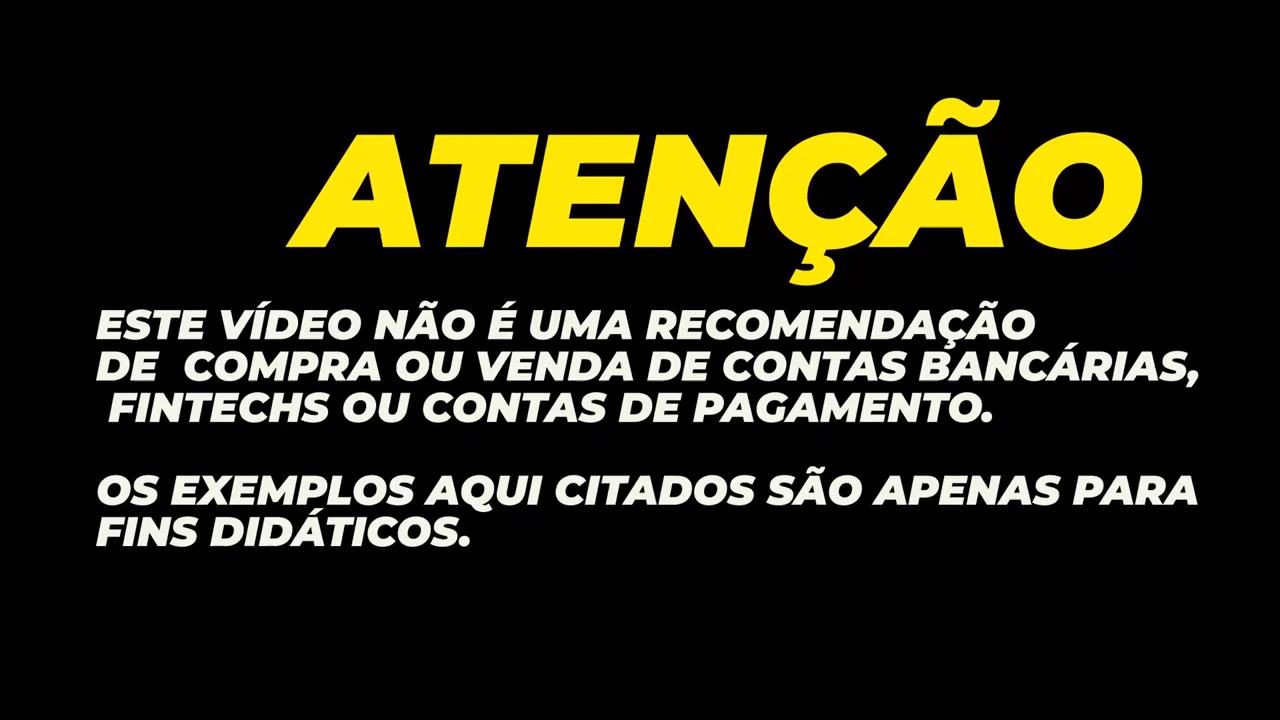 ATENÇÃO
ESTE VÍDEO NÃO É UMA RECOMENDAÇÃO
DE COMPRA OU VENDA DE CONTAS BANCÁRIAS,
FINTECHS OU CONTAS DE PAGAMENTO.
OS EXEMPLOS AQUI CITADOS SÃO APENAS PARA
FINS DIDÁTICOS.